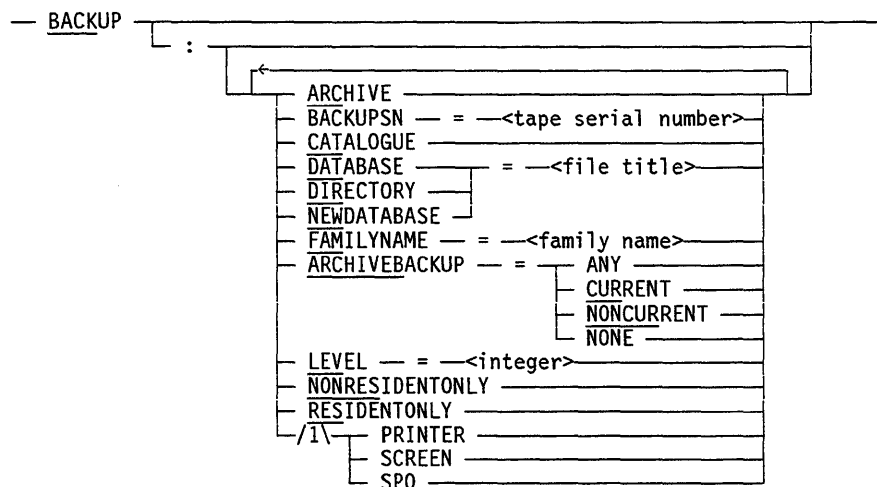 BACKUP
:
ARCHIVE
BACKUPSN = <tape serial number>
CATALOGUE
DATABASE = <file title>
DIRECTORY
NEWDATABASE
FAMILYNAME = <family name>
ARCHIVEBACKUP = ANY
CURRENT
NONCURRENT
NONE
LEVEL = <integer>
NONRESIDENTONLY
RESIDENTONLY
/1\ PRINTER
SCREEN
SPO